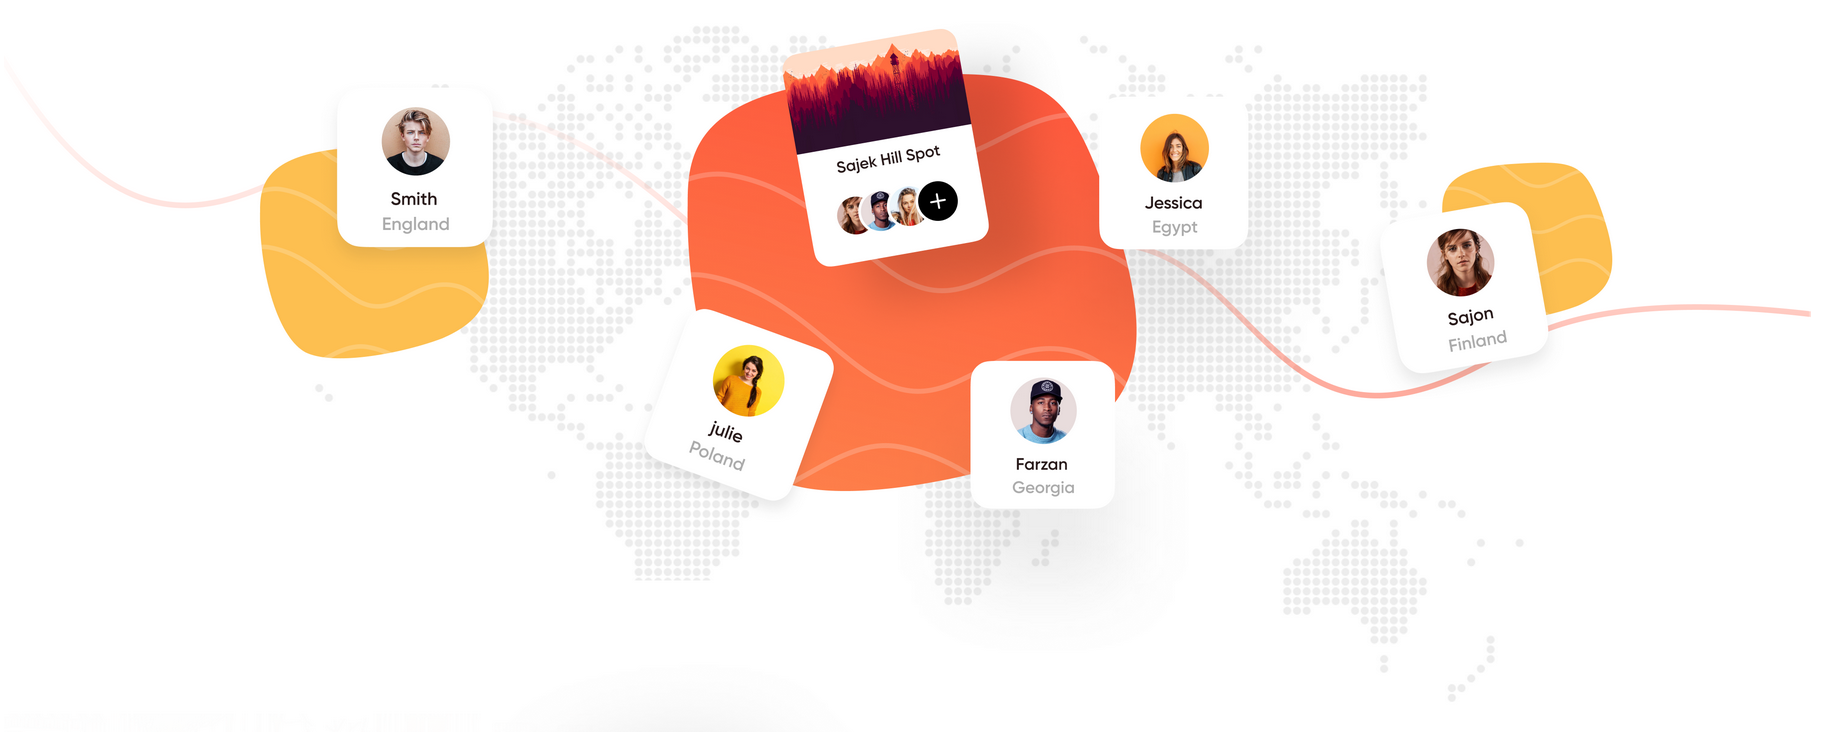 Smith
England
Sajek Hill Spot
Jessica
Egypt
Sajon
Finland
julie
Poland
Farzan
Georgia